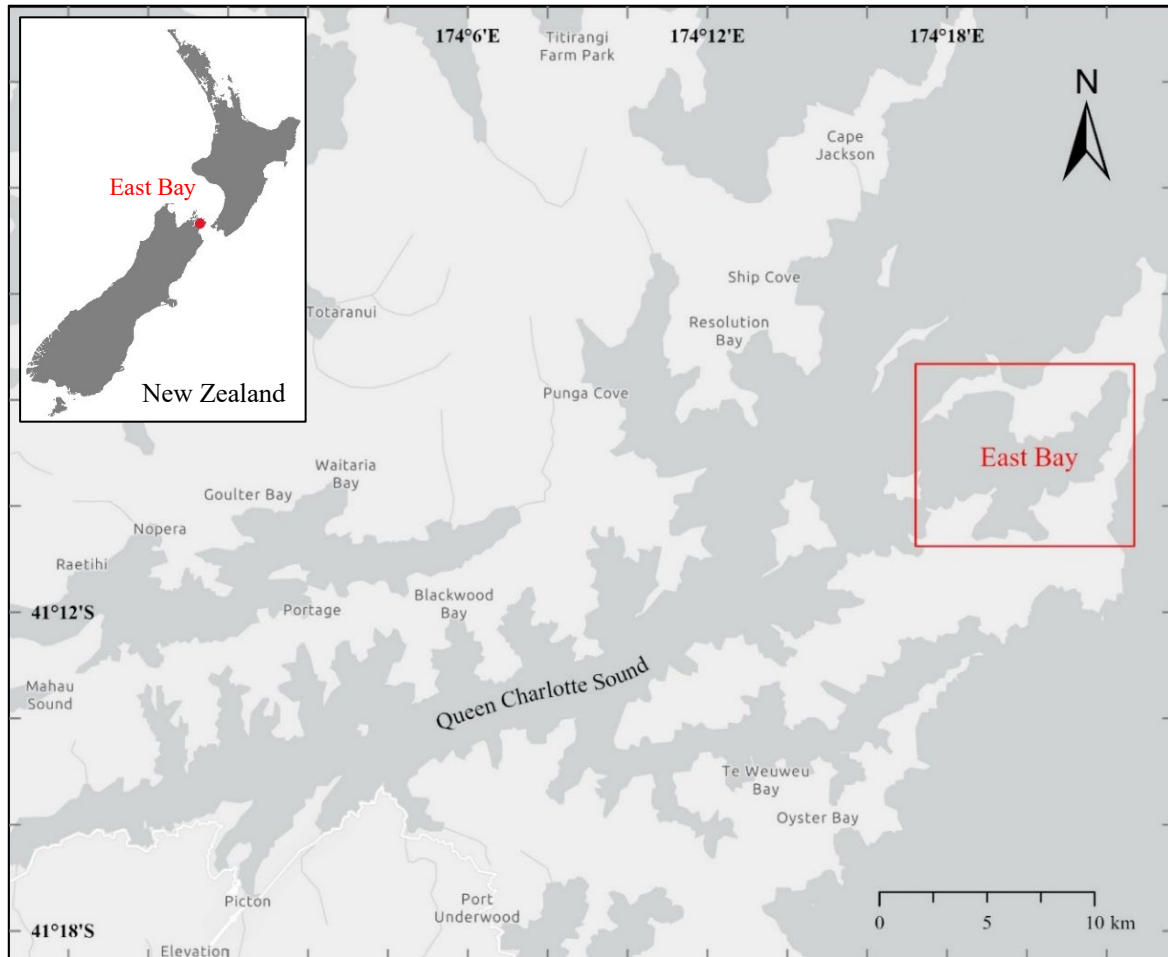 174°6'E
174°12'E
174°18'E
Titirangi
Farm Park
N
Cape
Jackson
East Bay
New Zealand
Ship Cove
Totaranui
Resolution
Bay
Punga Cove
East Bay
Waitaria
Bay
Goulter Bay
Nopera
Raetihi
41°12'S
Portage
Blackwood
Bay
Mahau
Sound
Queen Charlotte Sound
Te Weuweu
Bay
Oyster Bay
Picton
Port
Underwood
0 5 10 km
41°18'S
Elevation